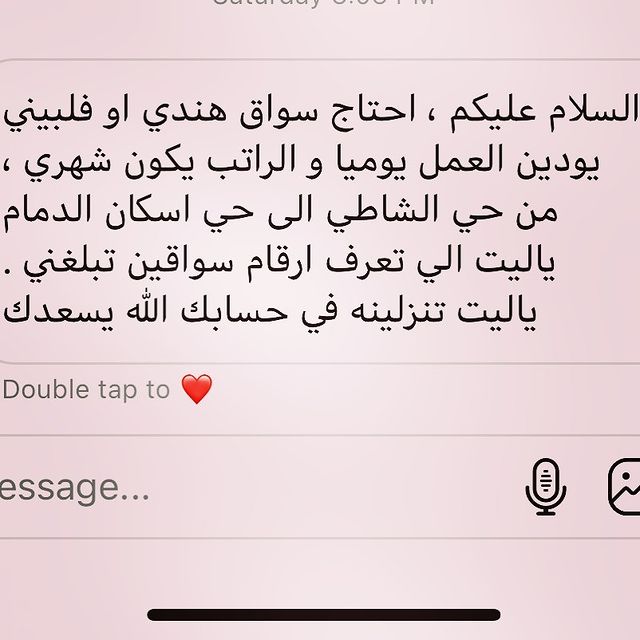 السلام عليكم ، احتاج سواق هندي او فلبيني
يودين العمل يوميا و الراتب يكون شهري ،
من حي الشاطي الى حي اسكان الدمام
ياليت الي تعرف ارقام سواقين تبلغني .
ياليت تنزلينه في حسابك الله يسعدك
Double tap to ❤️
essage...